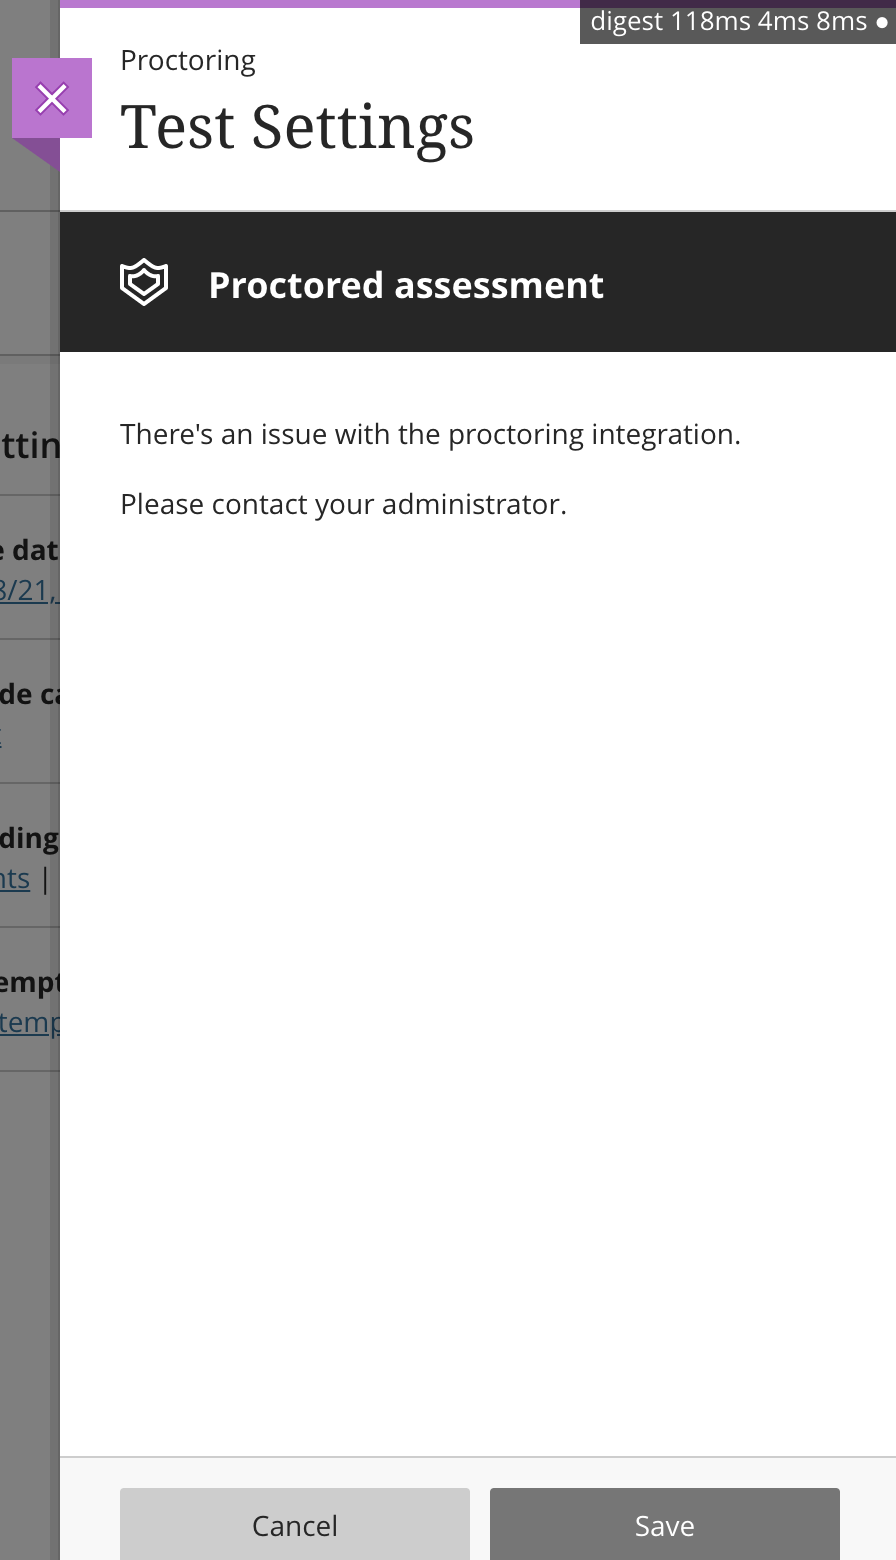 digest 118ms 4ms 8ms ●
Proctoring
Test Settings
Proctored assessment
There's an issue with the proctoring integration.
Please contact your administrator.
ttin
e dat
8/21,
de ca
ding
nts |
empt
temp
Cancel
Save